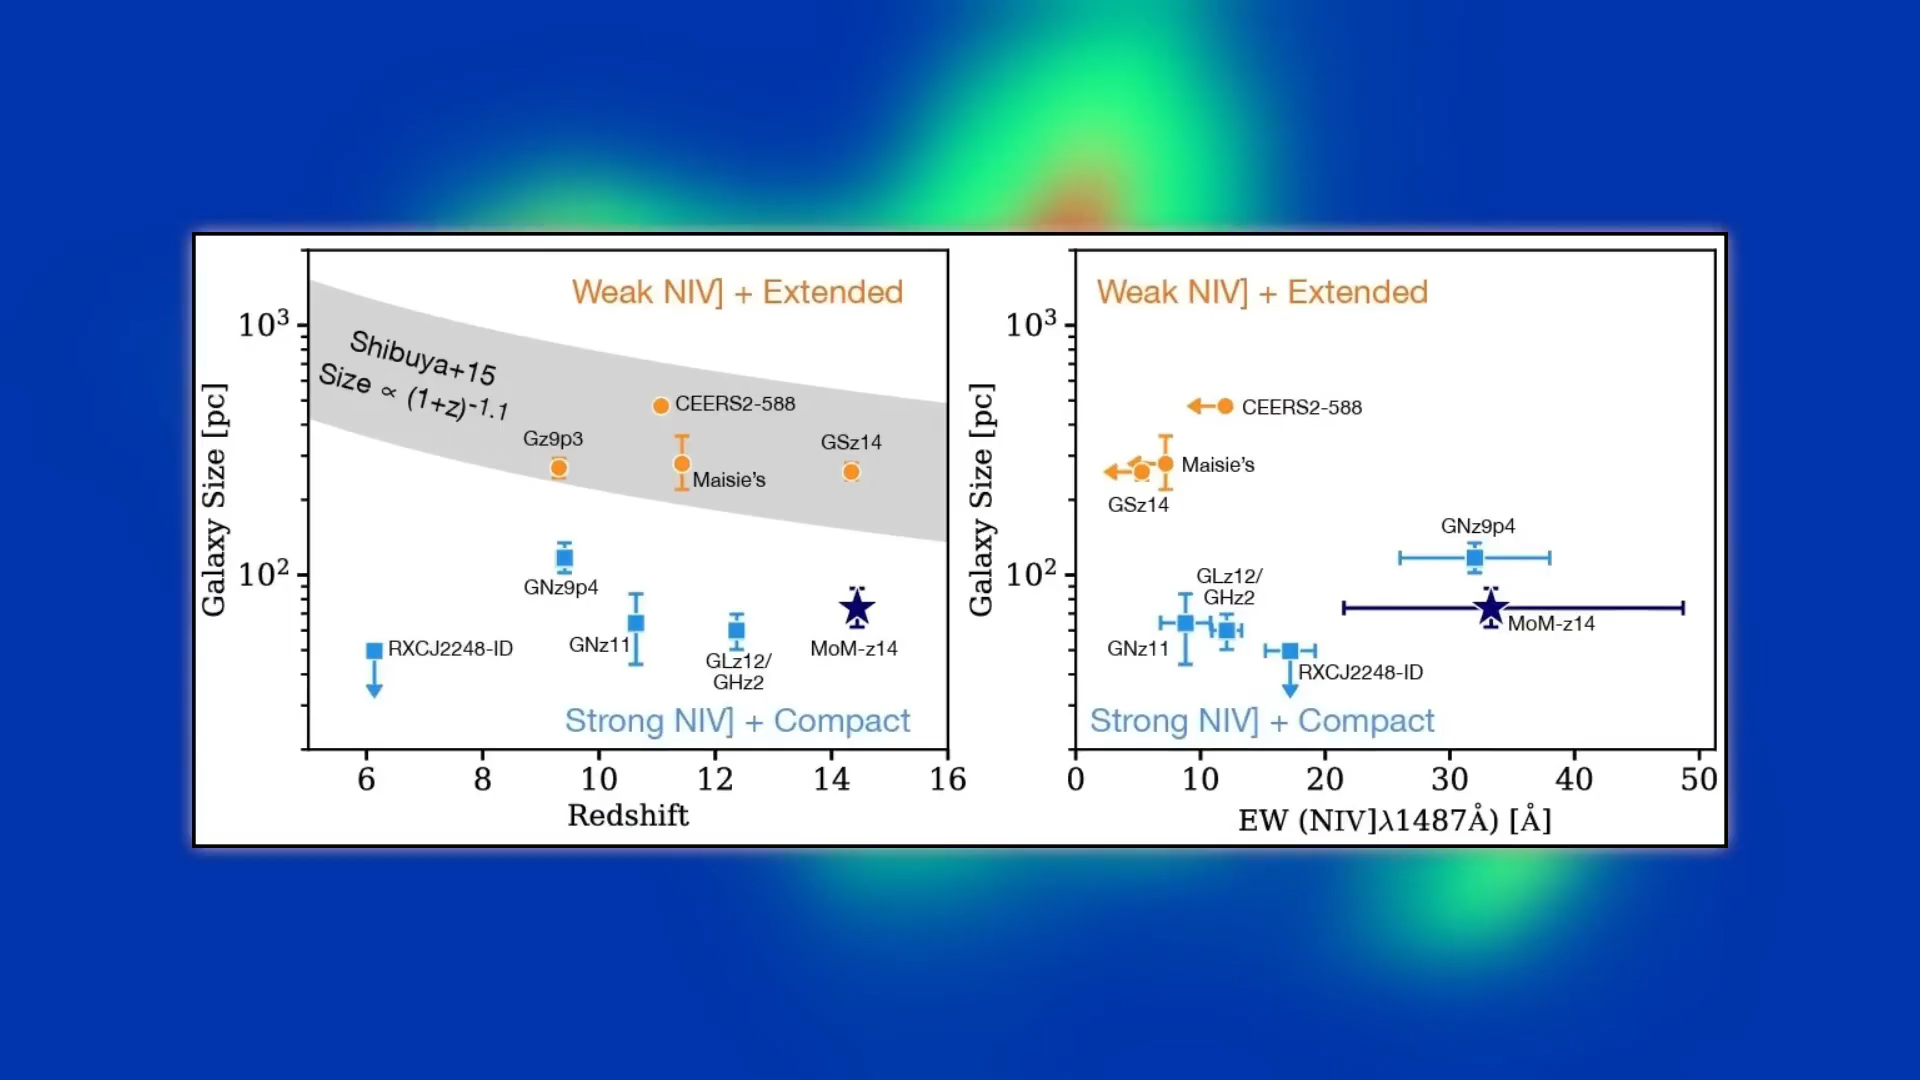 Weak NIV] + Extended
10³
Shibuya+15
Size ∝ (1+z)⁻¹·¹
CEERS2-588
Gz9p3
GSz14
Maisie's
Galaxy Size [pc]
10²
GNz9p4
GNz11
RXCJ2248-ID
MoM-z14
GLz12/
GHz2
Strong NIV] + Compact
6 8 10 12 14 16
Redshift
Weak NIV] + Extended
10³
CEERS2-588
Maisie's
GSz14
Galaxy Size [pc]
GNz9p4
10²
GLz12/
GHz2
MoM-z14
GNz11
RXCJ2248-ID
Strong NIV] + Compact
0 10 20 30 40 50
EW (NIV]λ1487Å) [Å]